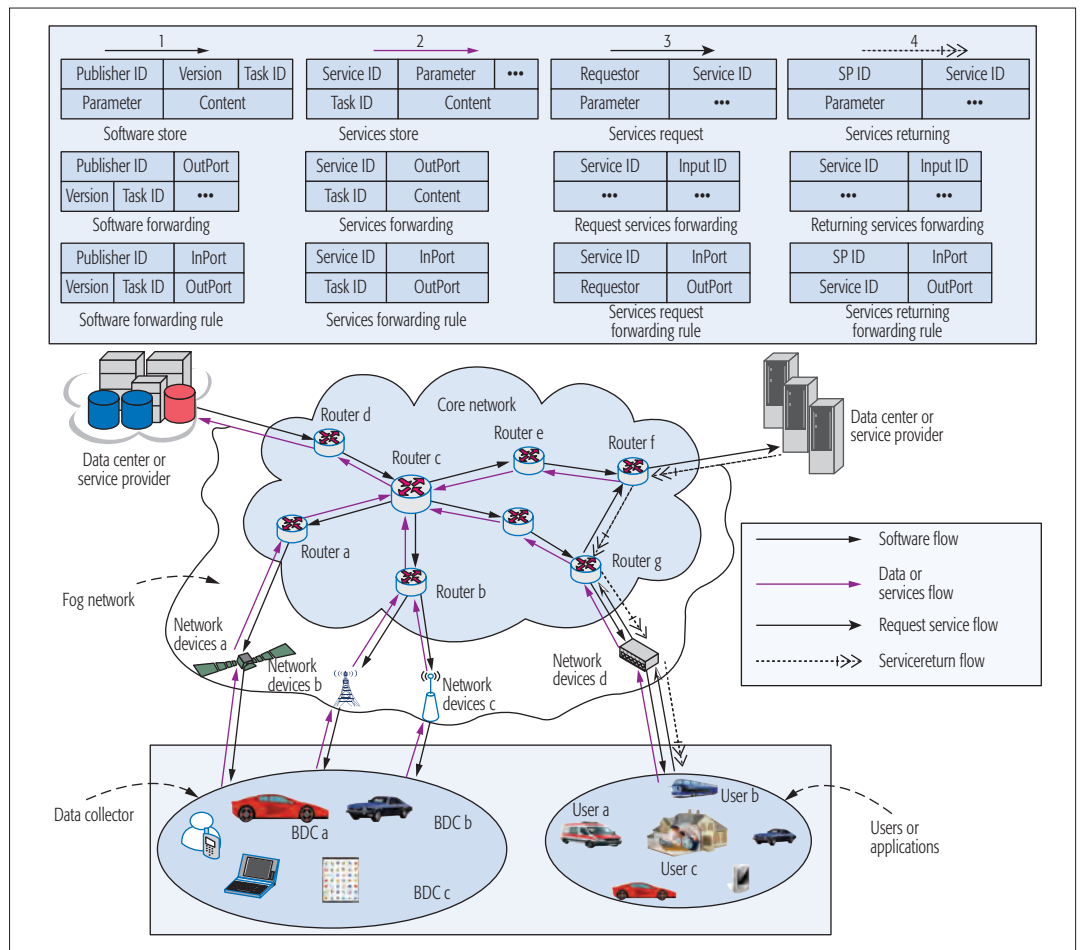 1
2
3
4
Publisher ID Version Task ID
Parameter Content
Software store
Service ID Parameter •••
Task ID Content
Services store
Requestor Service ID
Parameter •••
Services request
SP ID Service ID
Parameter •••
Services returning
Publisher ID OutPort
Version Task ID •••
Software forwarding
Service ID OutPort
Task ID Content
Services forwarding
Service ID Input ID
••• •••
Request services forwarding
Service ID Input ID
••• •••
Returning services forwarding
Publisher ID InPort
Version Task ID OutPort
Software forwarding rule
Service ID InPort
Task ID OutPort
Services forwarding rule
Service ID InPort
Requestor OutPort
Services request
forwarding rule
SP ID InPort
Service ID OutPort
Services returning
forwarding rule
Data center or
service provider
Core network
Router d
Router c
Router e
Router f
Router a
Router b
Router g
Data center or
service provider
Fog network
Network
devices a
Network
devices b
Network
devices c
Network
devices d
Software flow
Data or
services flow
Request service flow
Servicereturn flow
Data collector
BDC a
BDC b
BDC c
User a
User b
User c
Users or
applications